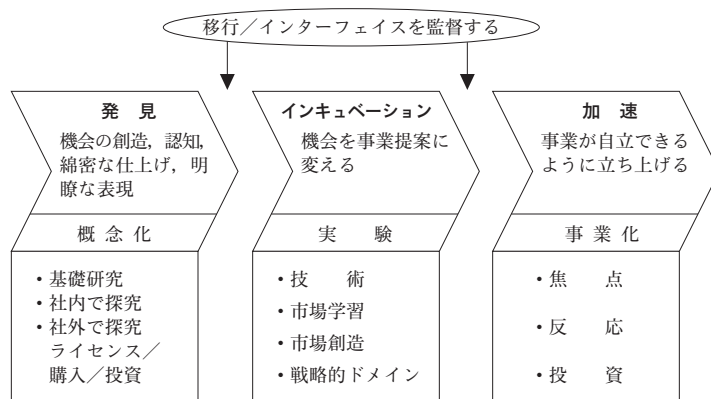 移行／インターフェイスを監督する
発 見
機会の創造，認知，
綿密な仕上げ，明
瞭な表現
概 念 化
・基礎研究
・社内で探究
・社外で探究
ライセンス／
購入／投資
インキュベーション
機会を事業提案に
変える
実 験
・技 術
・市場学習
・市場創造
・戦略的ドメイン
加 速
事業が自立できる
ように立ち上げる
事 業 化
・焦 点
・反 応
・投 資